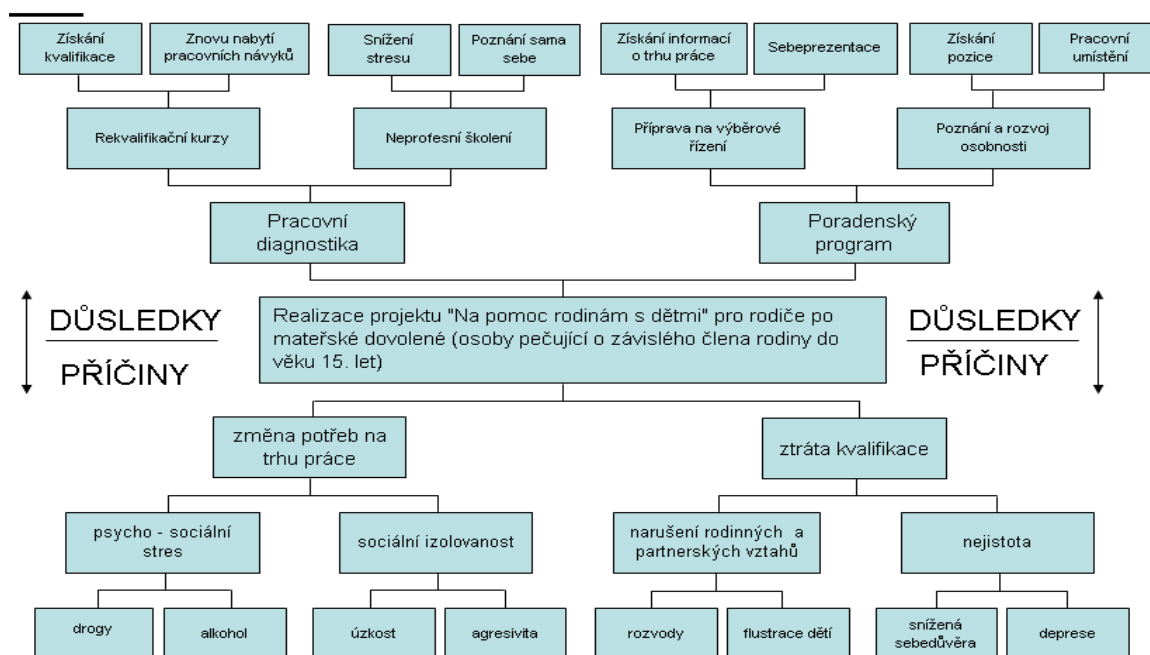 Získání
kvalifikace
Znovu nabytí
pracovních návyků
Snížení
stresu
Poznání sama
sebe
Získání informací
o trhu práce
Sebeprezentace
Získání
pozice
Pracovní
umístění
Rekvalifikační kurzy
Neprofesní školení
Příprava na výběrové
řízení
Poznání a rozvoj
osobnosti
Pracovní
diagnostika
Poradenský
program
DŮSLEDKY
PŘÍČINY
Realizace projektu "Na pomoc rodinám s dětmi" pro rodiče po
mateřské dovolené (osoby pečující o závislého člena rodiny do
věku 15. let)
DŮSLEDKY
PŘÍČINY
změna potřeb na
trhu práce
ztráta kvalifikace
psycho - sociální
stres
sociální izolovanost
narušení rodinných a
partnerských vztahů
nejistota
drogy
alkohol
úzkost
agresivita
rozvody
flustrace dětí
snížená
sebedůvěra
deprese